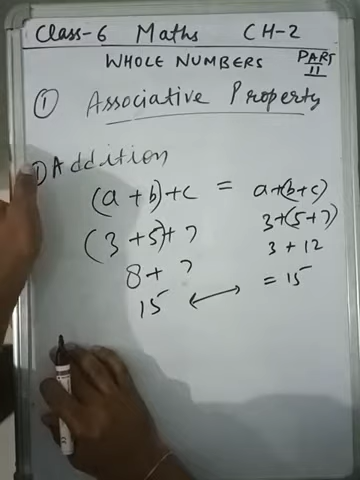 Class-6 Maths CH-2
WHOLE NUMBERS PART II
① Associative Property
① Addition
(a+b)+c = a+(b+c)
(3+5)+7 3+(5+7)
8+7 3+12
15 ↔ = 15